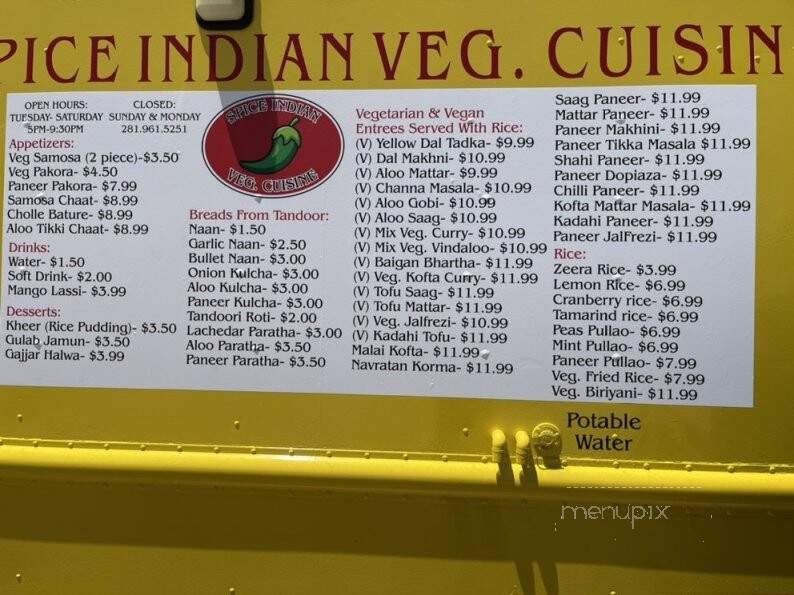 PICE INDIAN VEG. CUISIN
OPEN HOURS:
TUESDAY- SATURDAY
5PM-9:30PM
CLOSED:
SUNDAY & MONDAY
281.961.5251
Appetizers:
Veg Samosa (2 piece)-$3.50
Veg Pakora- $4.50
Paneer Pakora- $7.99
Samosa Chaat- $8.99
Cholle Bature- $8.99
Aloo Tikki Chaat- $8.99
Drinks:
Water- $1.50
Soft Drink- $2.00
Mango Lassi- $3.99
Desserts:
Kheer (Rice Pudding)- $3.50
Gulab Jamun- $3.50
Gajjar Halwa- $3.99
SPICE INDIAN
VEG. CUISINE
Breads From Tandoor:
Naan- $1.50
Garlic Naan- $2.50
Bullet Naan- $3.00
Onion Kulcha- $3.00
Aloo Kulcha- $3.00
Paneer Kulcha- $3.00
Tandoori Roti- $2.00
Lachedar Paratha- $3.00
Aloo Paratha- $3.50
Paneer Paratha- $3.50
Vegetarian & Vegan
Entrees Served With Rice:
(V) Yellow Dal Tadka- $9.99
(V) Dal Makhni- $10.99
(V) Aloo Mattar- $9.99
(V) Channa Masala- $10.99
(V) Aloo Gobi- $10.99
(V) Aloo Saag- $10.99
(V) Mix Veg. Curry- $10.99
(V) Mix Veg. Vindaloo- $10.99
(V) Baigan Bhartha- $11.99
(V) Veg. Kofta Curry- $11.99
(V) Tofu Saag- $11.99
(V) Tofu Mattar- $11.99
(V) Veg. Jalfrezi- $10.99
(V) Kadahi Tofu- $11.99
Malai Kofta- $11.99
Navratan Korma- $11.99
Saag Paneer- $11.99
Mattar Paneer- $11.99
Paneer Makhini- $11.99
Paneer Tikka Masala $11.99
Shahi Paneer- $11.99
Paneer Dopiaza- $11.99
Chilli Paneer- $11.99
Kofta Mattar Masala- $11.99
Kadahi Paneer- $11.99
Paneer JalFrezi- $11.99
Rice:
Zeera Rice- $3.99
Lemon Rice- $6.99
Cranberry rice- $6.99
Tamarind rice- $6.99
Peas Pullao- $6.99
Mint Pullao- $6.99
Paneer Pullao- $7.99
Veg. Fried Rice- $7.99
Veg. Biriyani- $11.99
Potable
Water
menupix